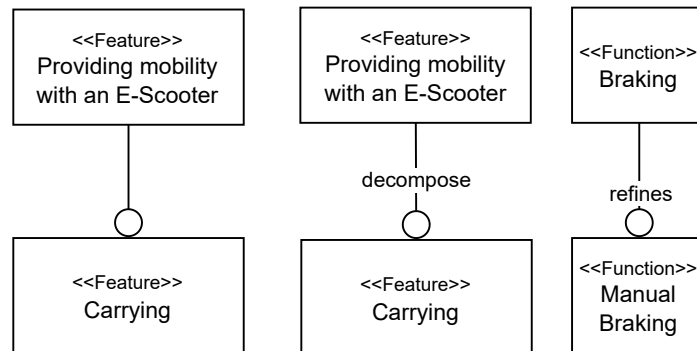 <<Feature>>
Providing mobility
with an E-Scooter
<<Feature>>
Carrying
<<Feature>>
Providing mobility
with an E-Scooter
decompose
<<Feature>>
Carrying
<<Function>>
Braking
refines
<<Function>>
Manual
Braking